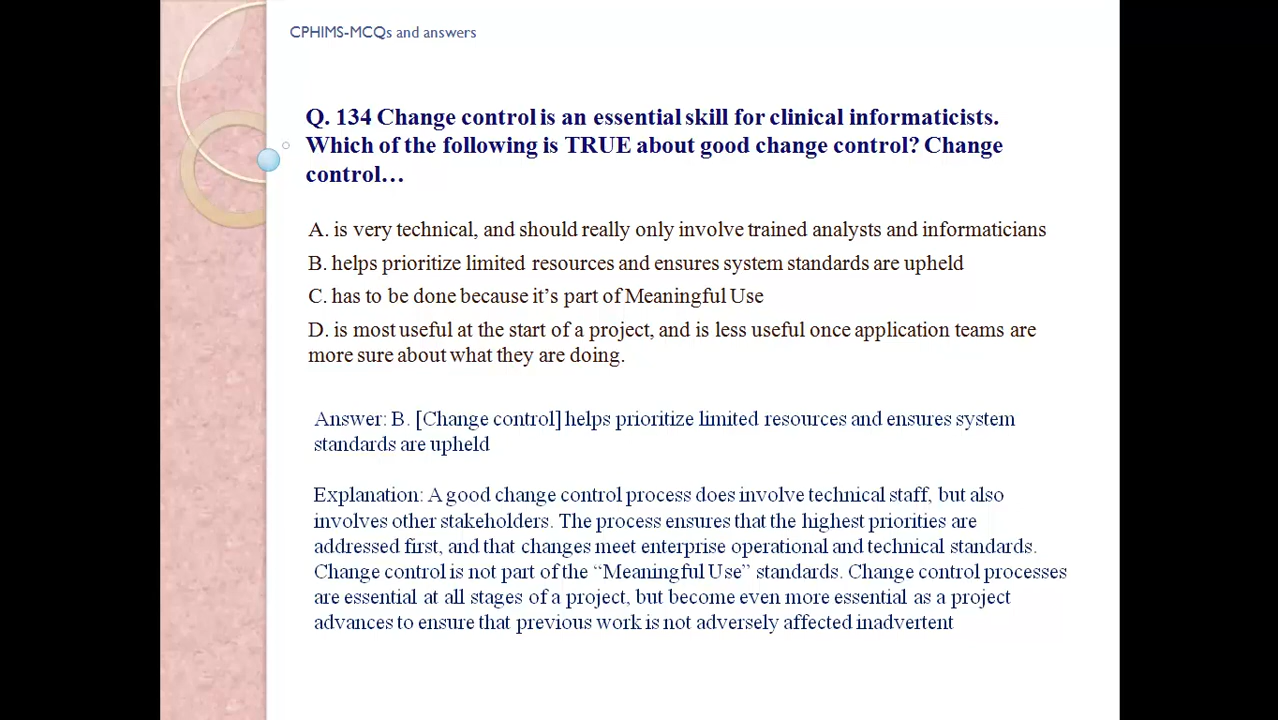 CPHIMS-MCQs and answers
Q. 134 Change control is an essential skill for clinical informaticists.
Which of the following is TRUE about good change control? Change
control…
A. is very technical, and should really only involve trained analysts and informaticians
B. helps prioritize limited resources and ensures system standards are upheld
C. has to be done because it’s part of Meaningful Use
D. is most useful at the start of a project, and is less useful once application teams are
more sure about what they are doing.
Answer: B. [Change control] helps prioritize limited resources and ensures system
standards are upheld
Explanation: A good change control process does involve technical staff, but also
involves other stakeholders. The process ensures that the highest priorities are
addressed first, and that changes meet enterprise operational and technical standards.
Change control is not part of the “Meaningful Use” standards. Change control processes
are essential at all stages of a project, but become even more essential as a project
advances to ensure that previous work is not adversely affected inadvertent